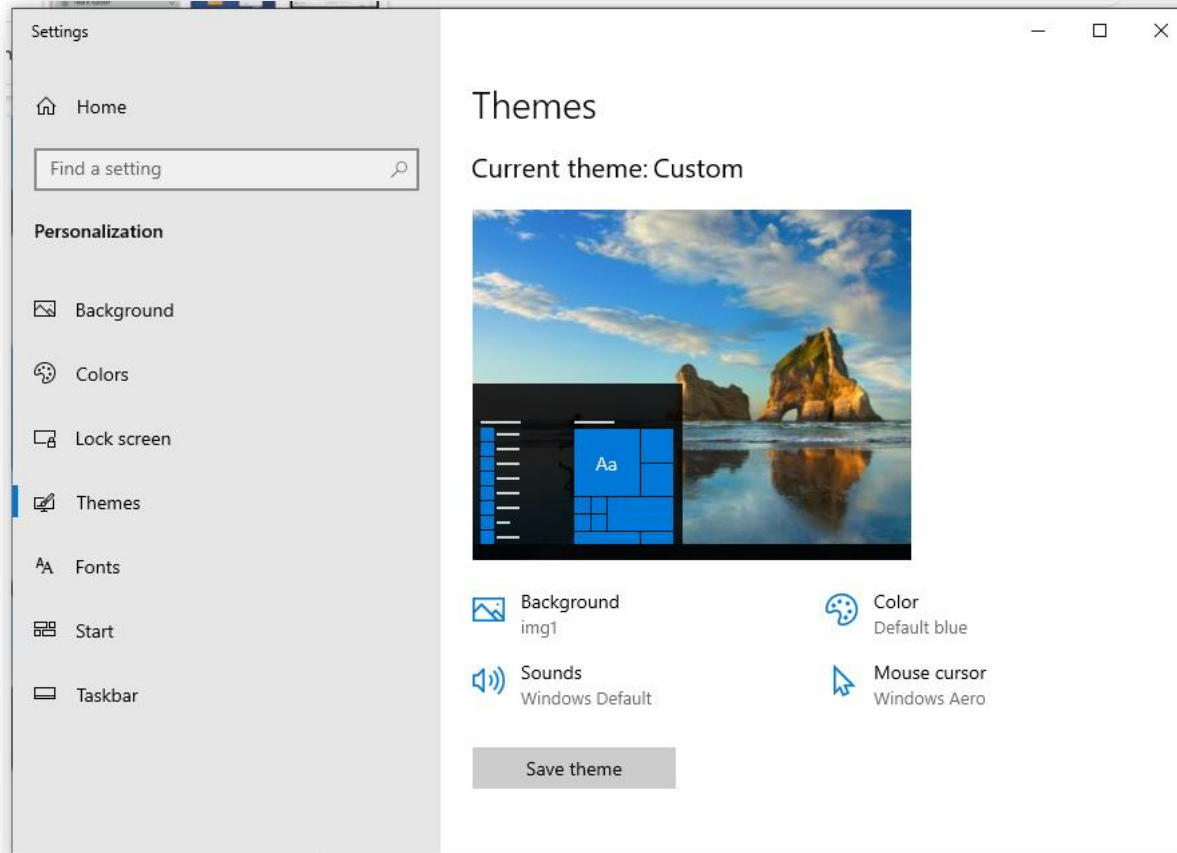 Settings
Home
Find a setting
Personalization
Background
Colors
Lock screen
Themes
Fonts
Start
Taskbar
Themes
Current theme: Custom
Aa
Background
img1
Color
Default blue
Sounds
Windows Default
Mouse cursor
Windows Aero
Save theme